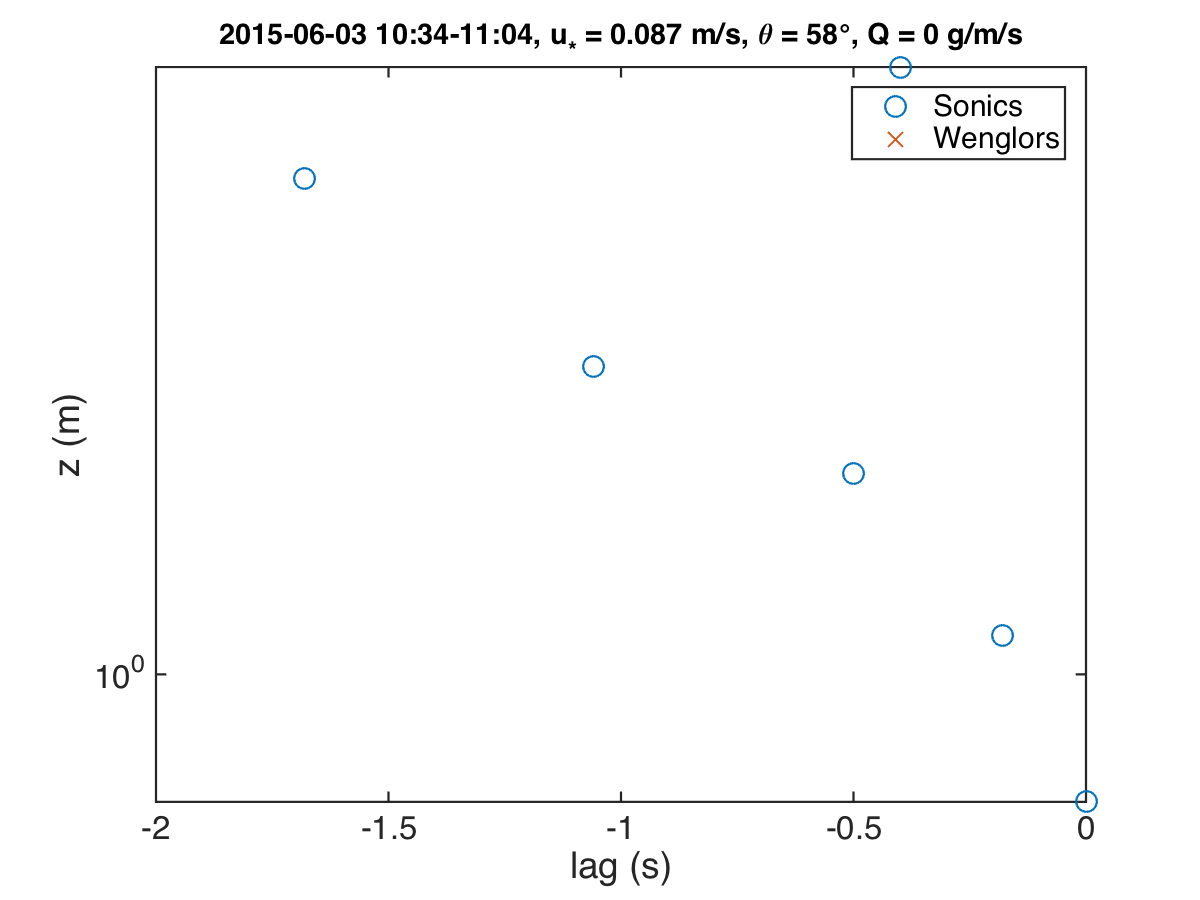 2015-06-03 10:34-11:04, u* = 0.087 m/s, θ = 58°, Q = 0 g/m/s
Sonics
Wenglors
z (m)
10^0
-2 -1.5 -1 -0.5 0
lag (s)